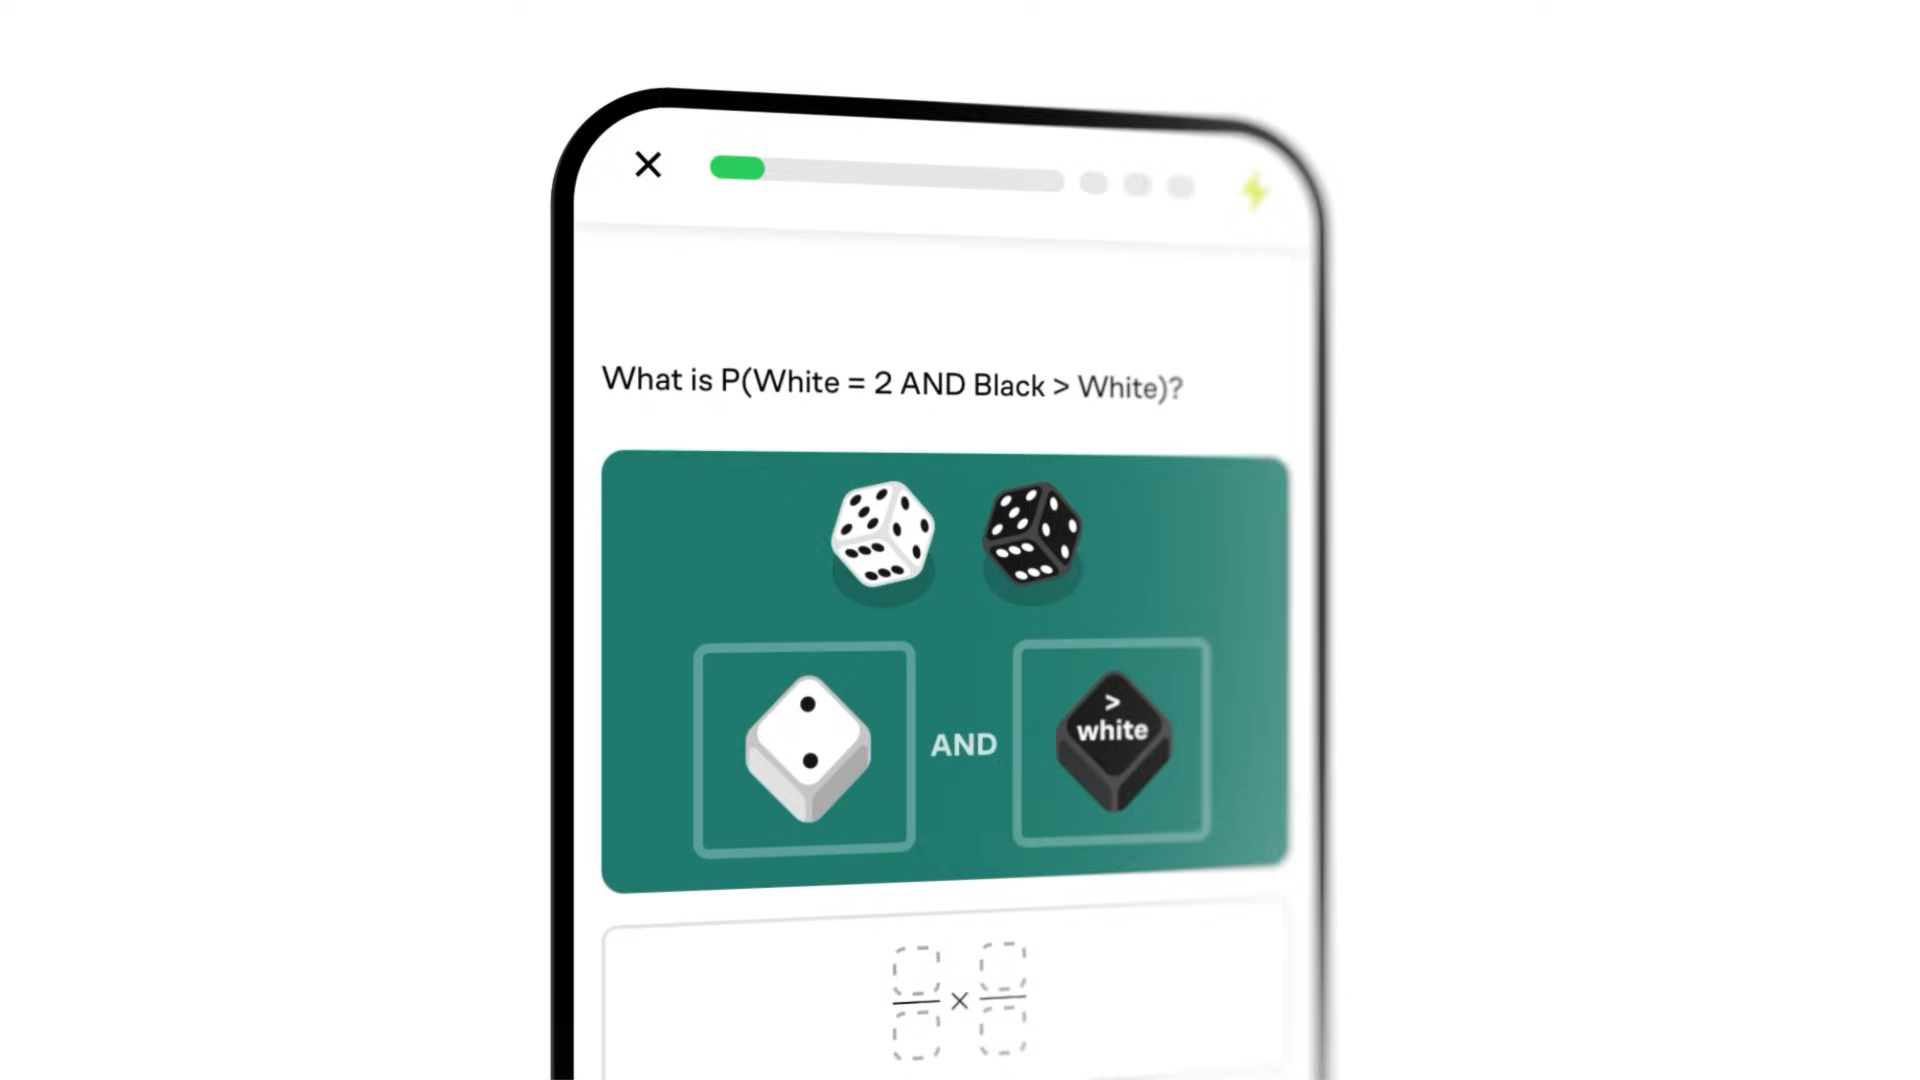 What is P(White = 2 AND Black > White)?
AND
>
white
×